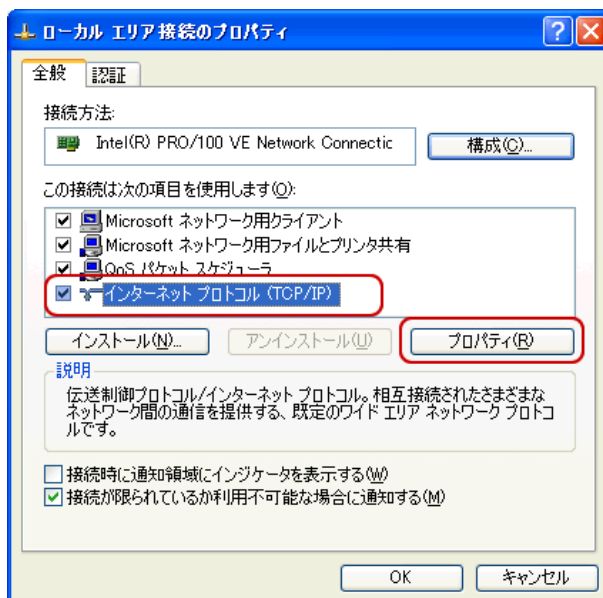 ローカル エリア接続のプロパティ
全般
認証
接続方法:
Intel(R) PRO/100 VE Network Connectic
構成(C)...
この接続は次の項目を使用します(O):
Microsoft ネットワーク用クライアント
Microsoft ネットワーク用ファイルとプリンタ共有
QoS パケット スケジューラ
インターネット プロトコル (TCP/IP)
インストール(N)...
アンインストール(U)
プロパティ(R)
説明
伝送制御プロトコル/インターネット プロトコル。相互接続されたさまざまな
ネットワーク間の通信を提供する、既定のワイド エリア ネットワーク プロトコ
ルです。
接続時に通知領域にインジケータを表示する(W)
接続が限られているか利用不可能な場合に通知する(M)
OK
キャンセル